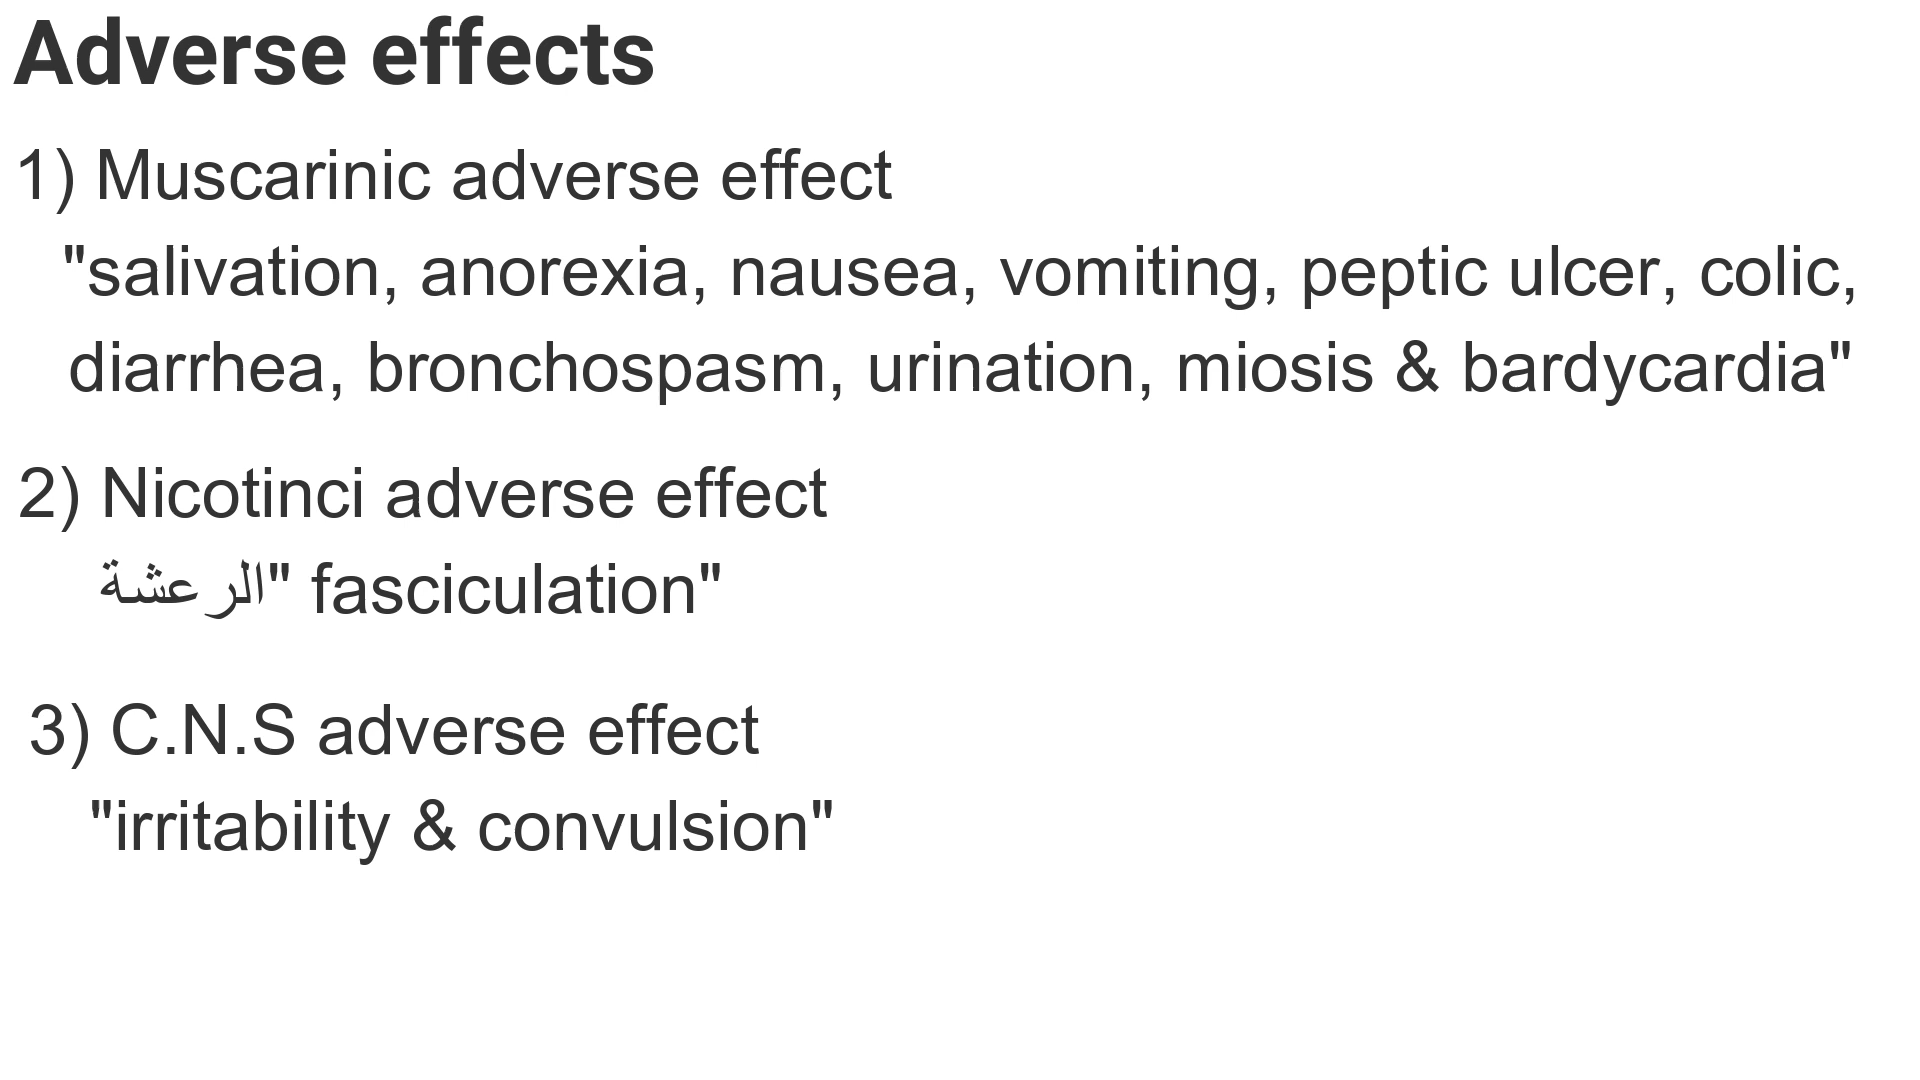 Adverse effects
1) Muscarinic adverse effect
"salivation, anorexia, nausea, vomiting, peptic ulcer, colic,
diarrhea, bronchospasm, urination, miosis & bardycardia"
2) Nicotinci adverse effect
الرعشة" fasciculation"
3) C.N.S adverse effect
"irritability & convulsion"